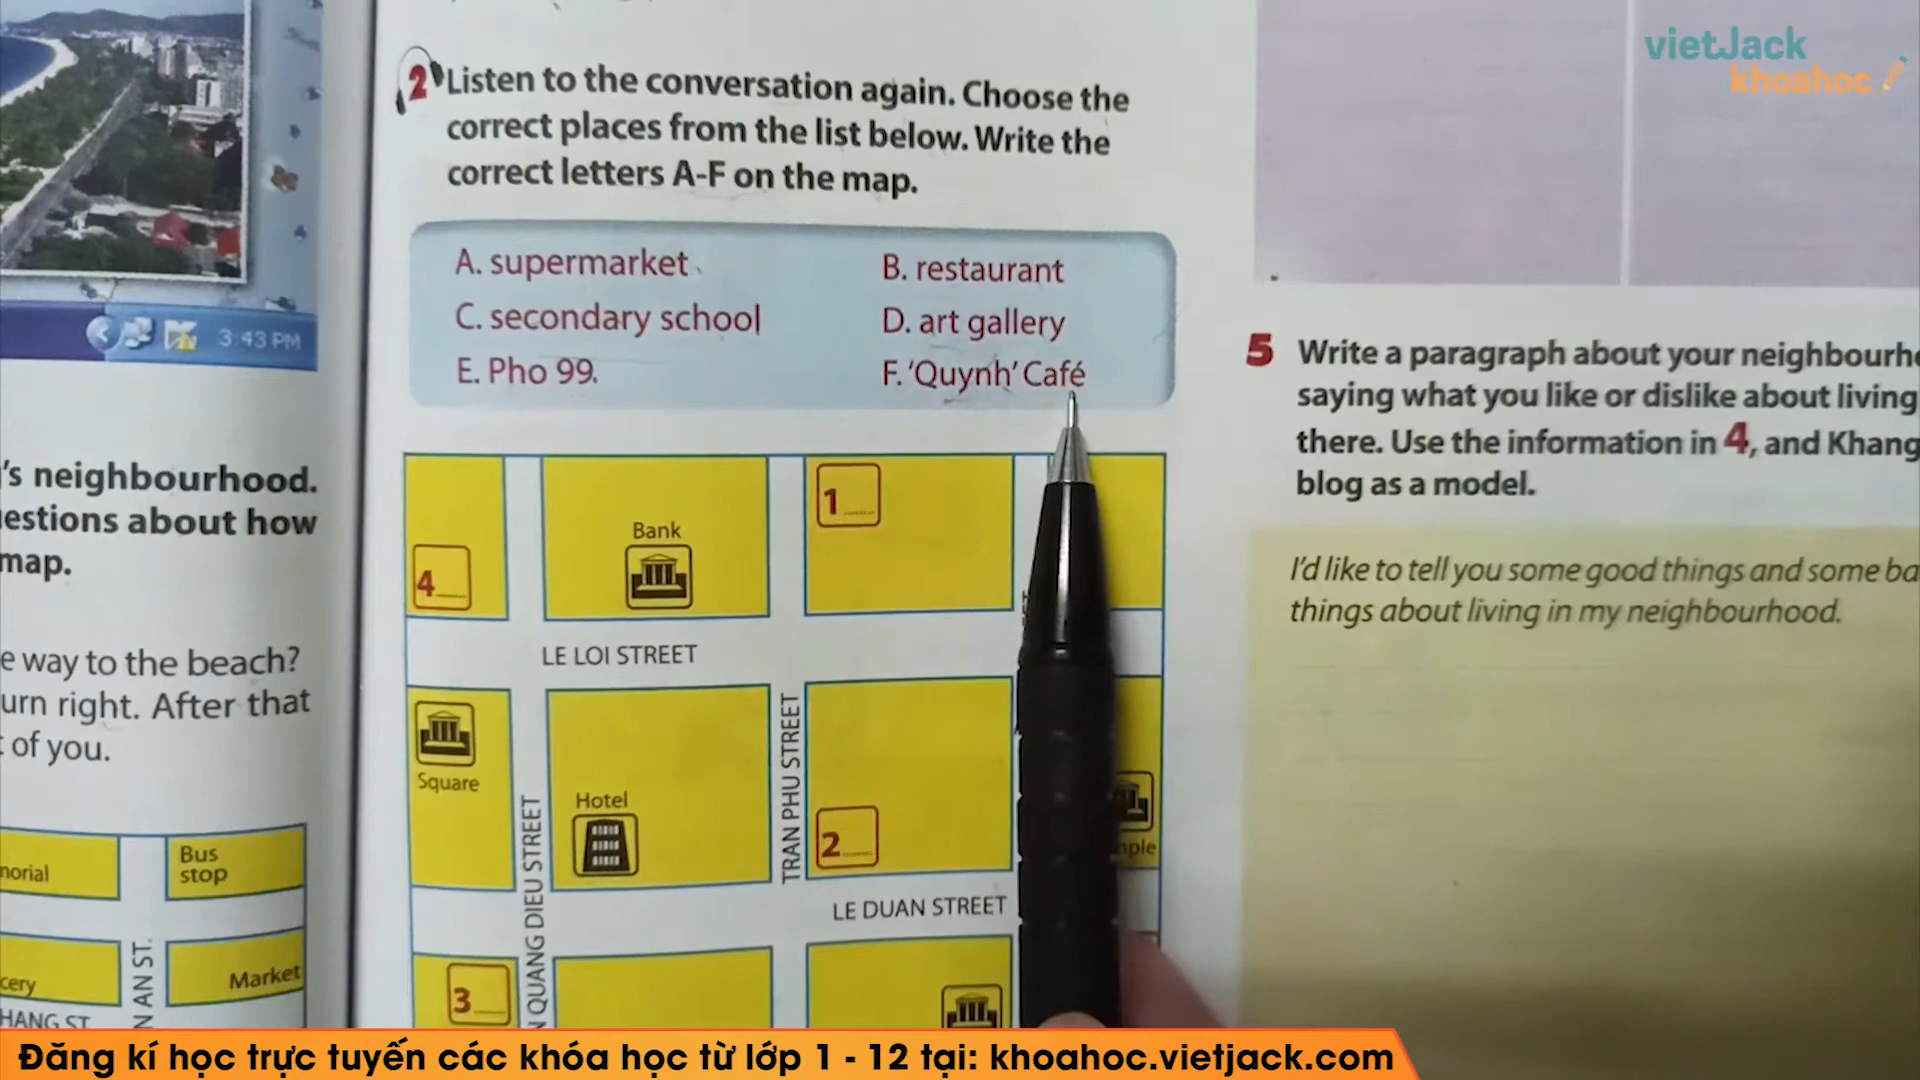 vietJack
khoahoc
3:43 PM
's neighbourhood.
about how
map.
way to the beach?
right. After that
of you.
Bus
stop
Market
AN ST.
2 Listen to the conversation again. Choose the
correct places from the list below. Write the
correct letters A-F on the map.
A. supermarket
B. restaurant
C. secondary school
D. art gallery
E. Pho 99.
F. 'Quynh' Café
4
Bank
1
LE LOI STREET
Square
QUANG DIEU STREET
Hotel
TRAN PHU STREET
2
LE DUAN STREET
3
5 Write a paragraph about your
saying what you like or dislike about living
there. Use the information in 4, and Khang
blog as a model.
I'd like to tell you some good things and some
things about living in my neighbourhood.
Đăng kí học trực tuyến các khóa học từ lớp 1 - 12 tại: khoahoc.vietjack.com